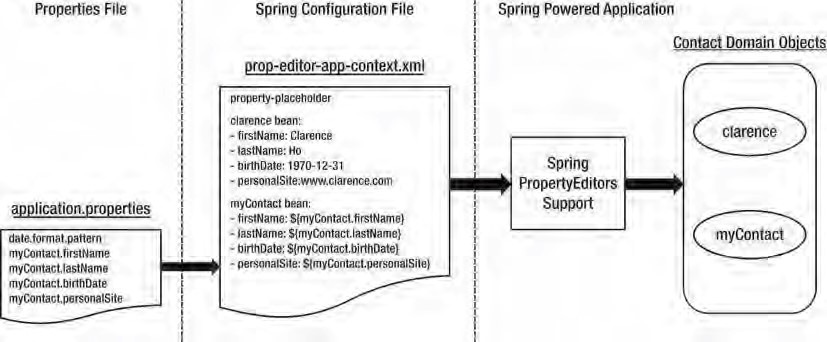 Properties File
Spring Configuration File
Spring Powered Application
application.properties
date.format.pattern
myContact.firstName
myContact.lastName
myContact.birthDate
myContact.personalSite
prop-editor-app-context.xml
property-placeholder
clarence bean:
- firstName: Clarence
- lastName: Ho
- birthDate: 1970-12-31
- personalSite:www.clarence.com
myContact bean:
- firstName: ${myContact.firstName}
- lastName: ${myContact.lastName}
- birthDate: ${myContact.birthDate}
- personalSite: ${myContact.personalSite}
Spring
PropertyEditors
Support
Contact Domain Objects
clarence
myContact